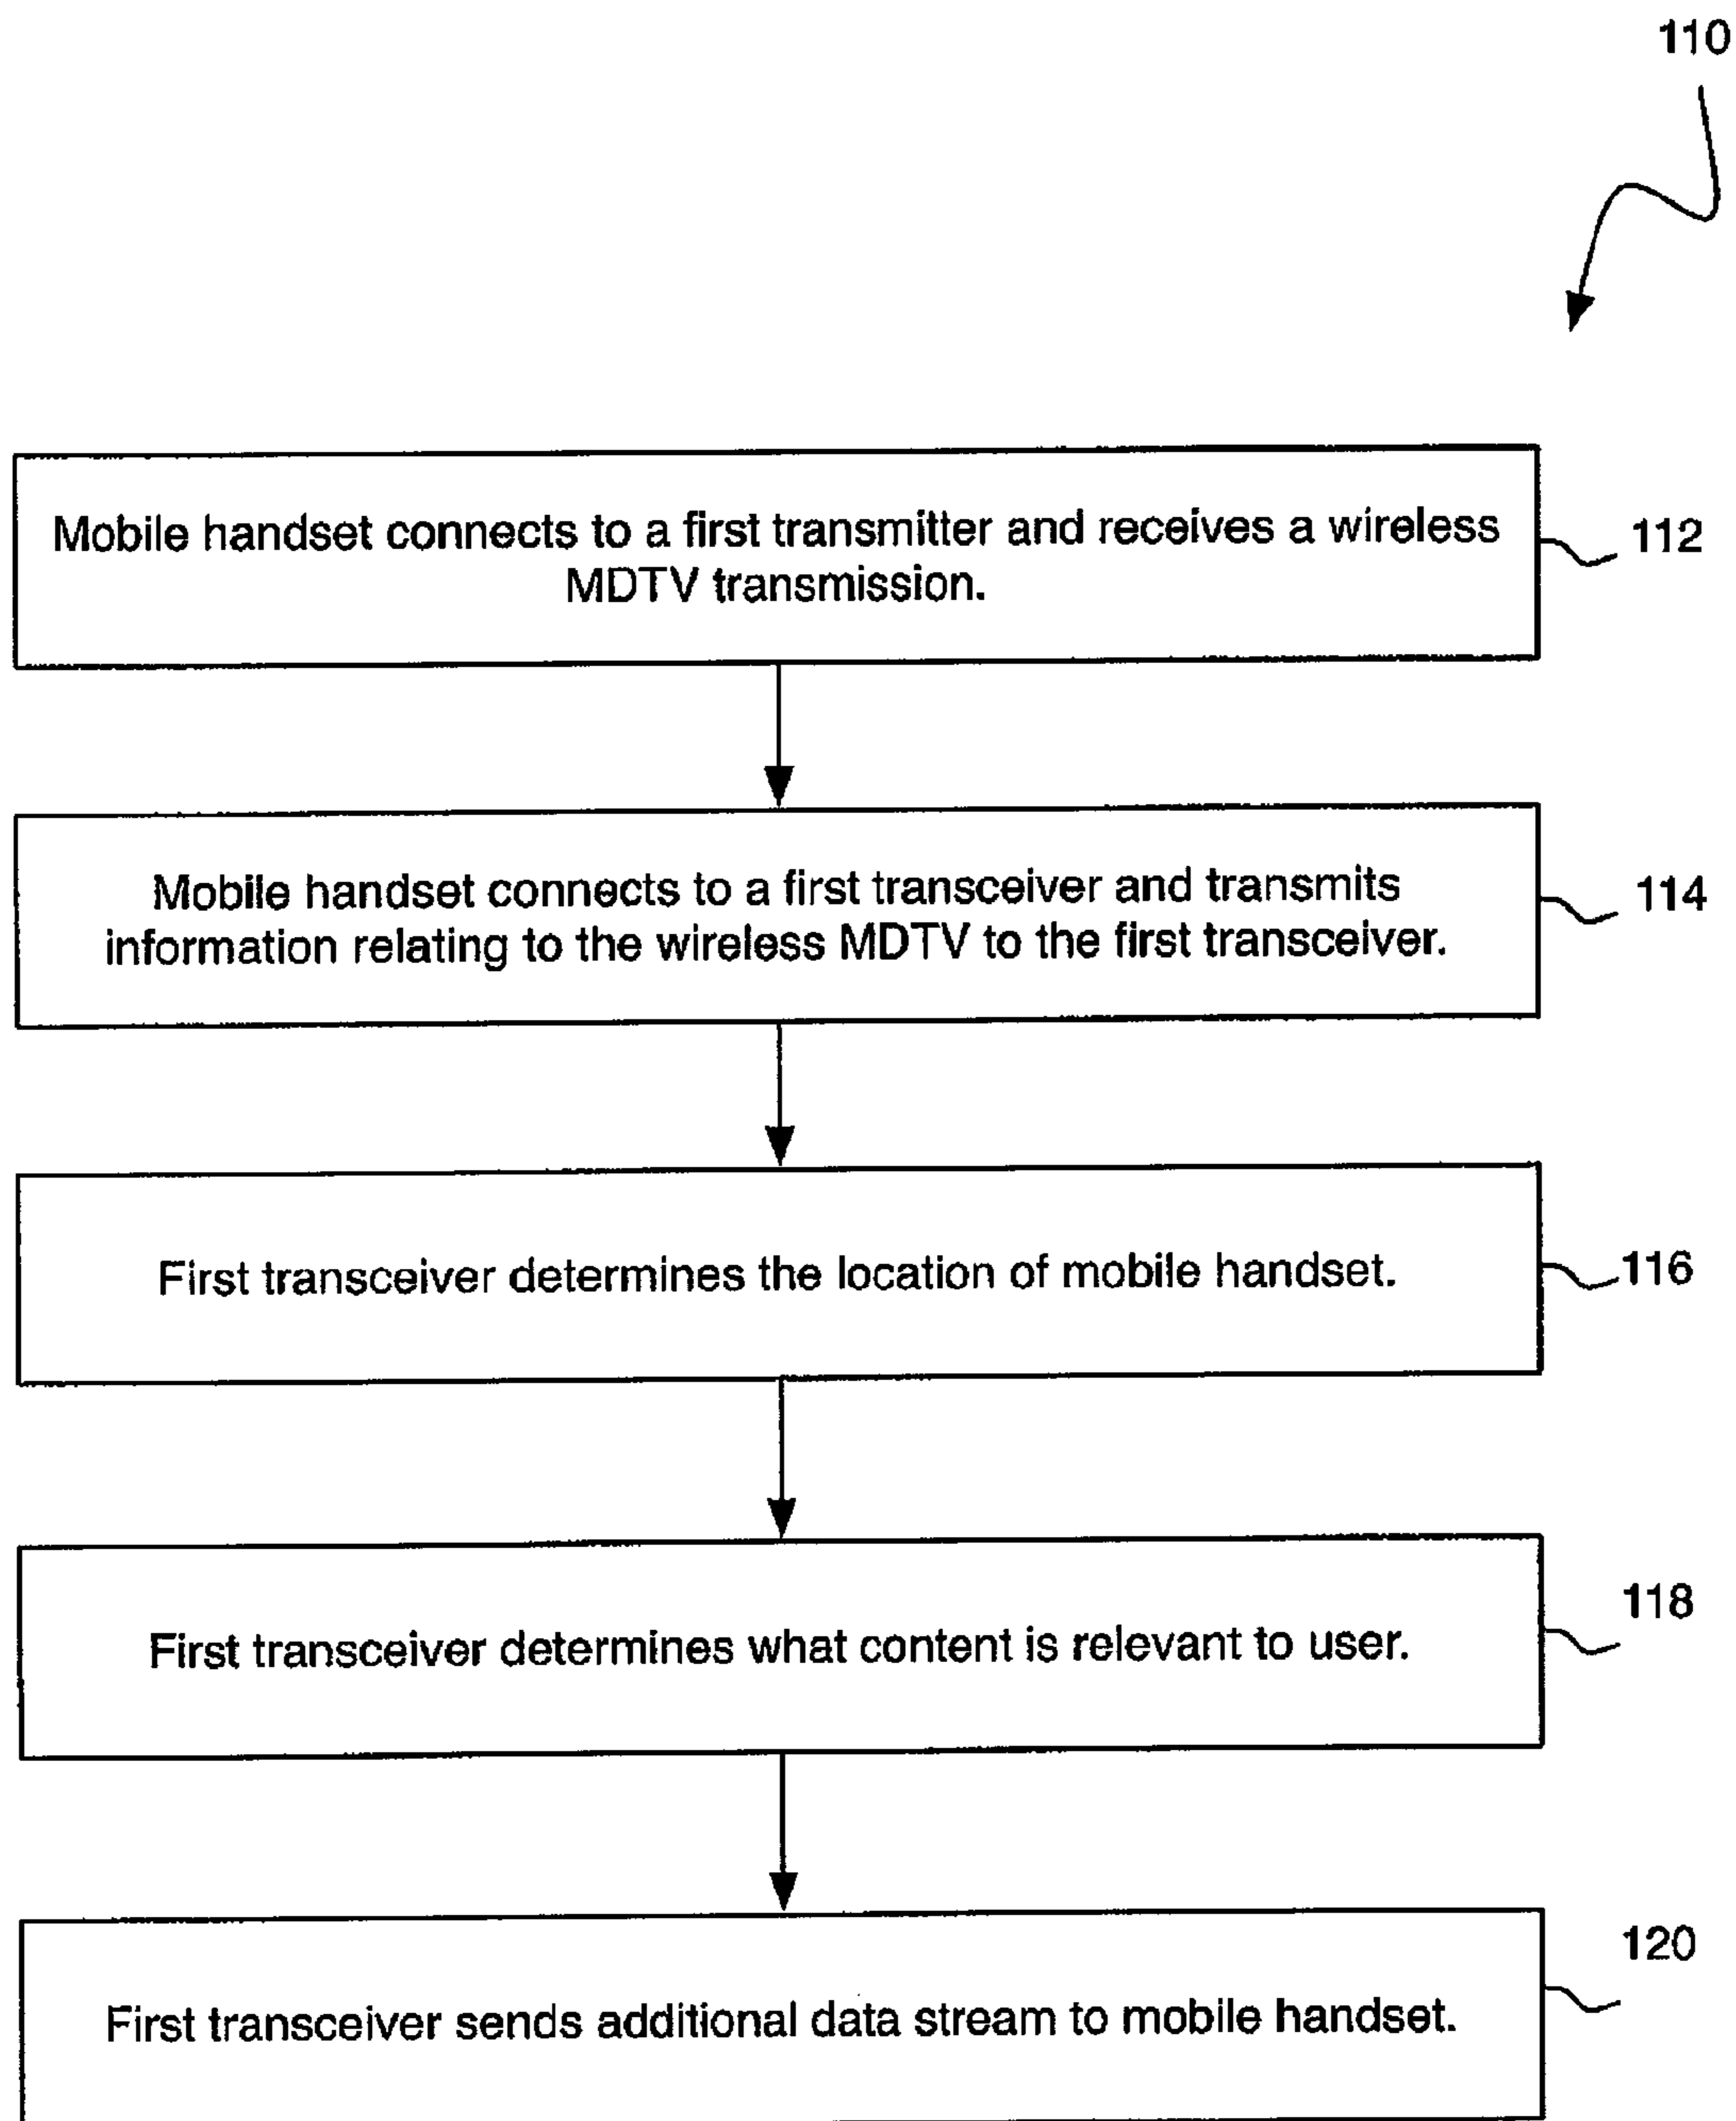 110
Mobile handset connects to a first transmitter and receives a wireless
MDTV transmission.
112
Mobile handset connects to a first transceiver and transmits
information relating to the wireless MDTV to the first transceiver.
114
First transceiver determines the location of mobile handset.
116
First transceiver determines what content is relevant to user.
118
First transceiver sends additional data stream to mobile handset.
120